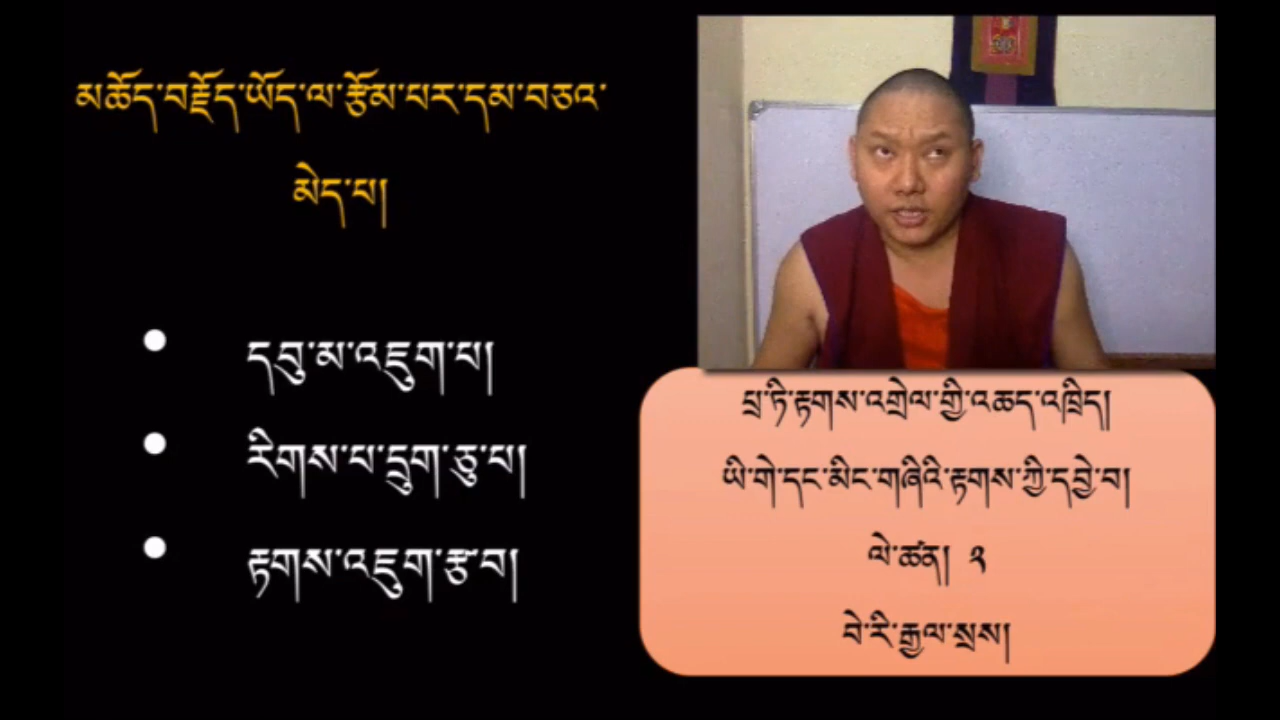 མཆོད་བརྗོད་ཡོད་ལ་རྩོམ་པར་དམ་བཅའ་
མེད་པ།
དབུ་མ་འཇུག་པ།
རིགས་པ་དྲུག་ཅུ་པ།
རྟགས་འཇུག་རྩ་བ།
པྲ་ཏི་རྟགས་འགྲེལ་གྱི་འཆད་འཁྲིད།
ཡི་གེ་དང་མིང་གཞིའི་རྟགས་ཀྱི་དབྱེ་བ།
ལེ་ཚན། ༢
བེ་རི་རྒྱལ་སྲས།